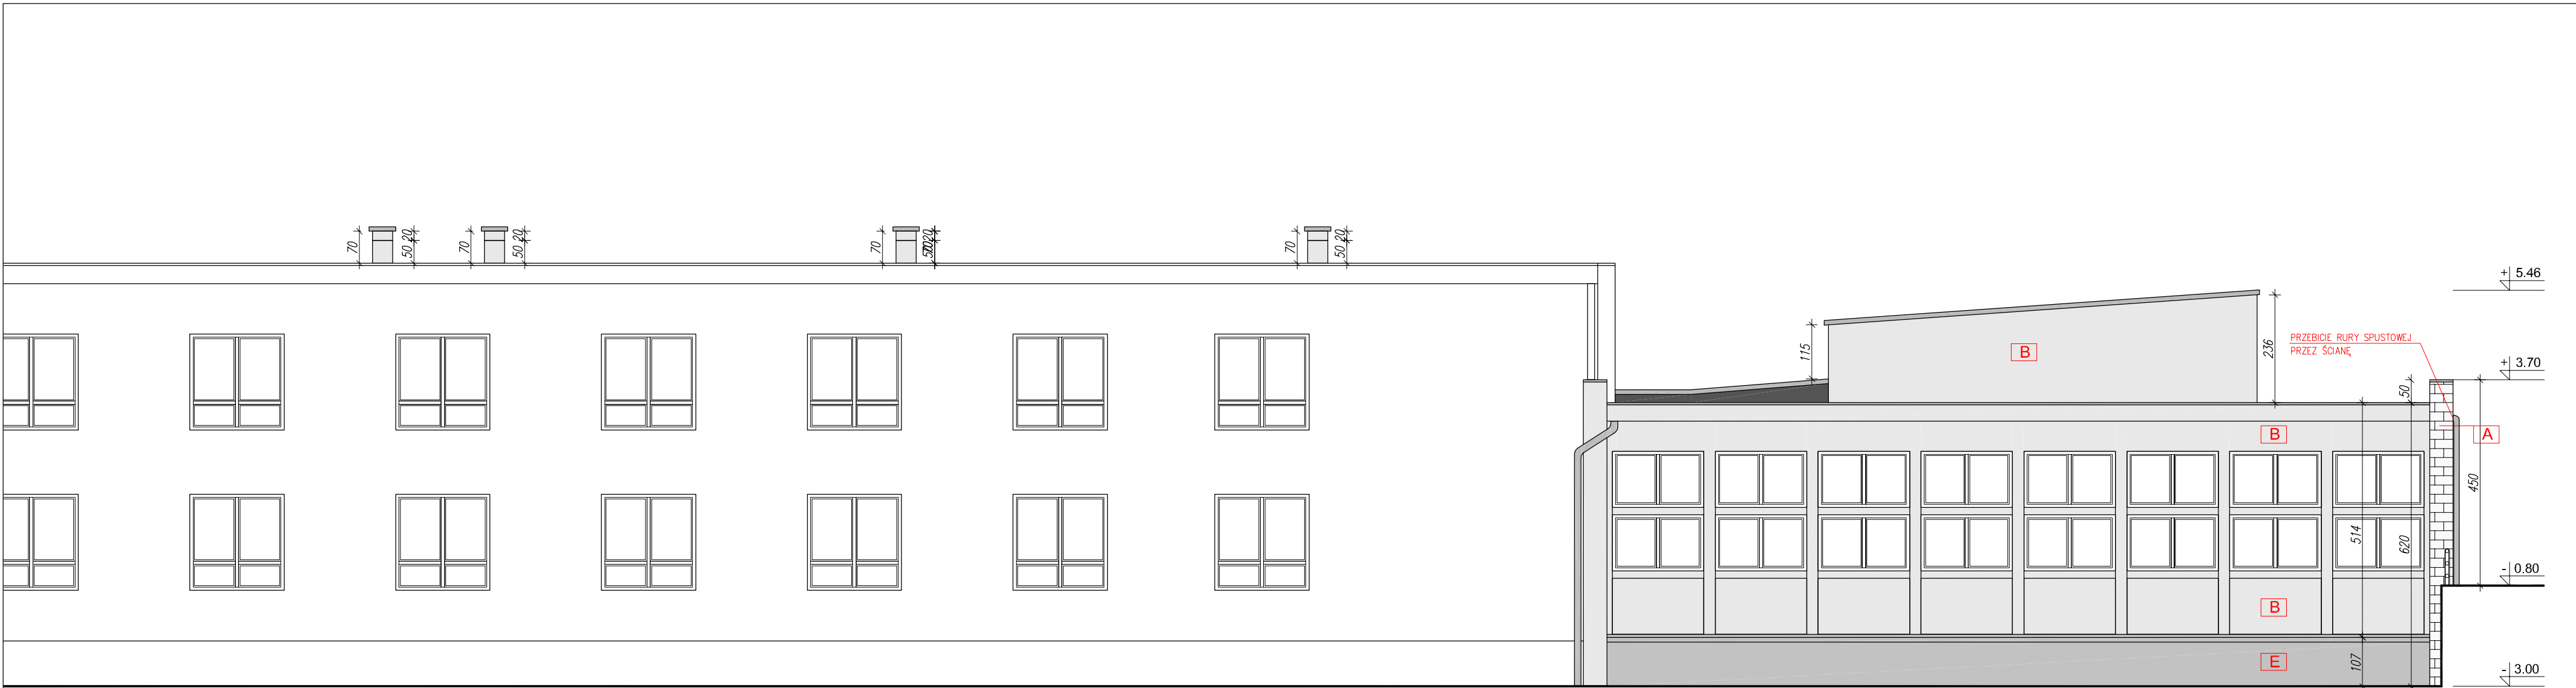 70
50 20
70
50 20
70
70
50 20
+ 5.46
115
B
236
PRZEBICIE RURY SPUSTOWEJ
PRZEZ ŚCIANĘ
+ 3.70
50
B
A
450
514
620
- 0.80
B
107
E
- 3.00